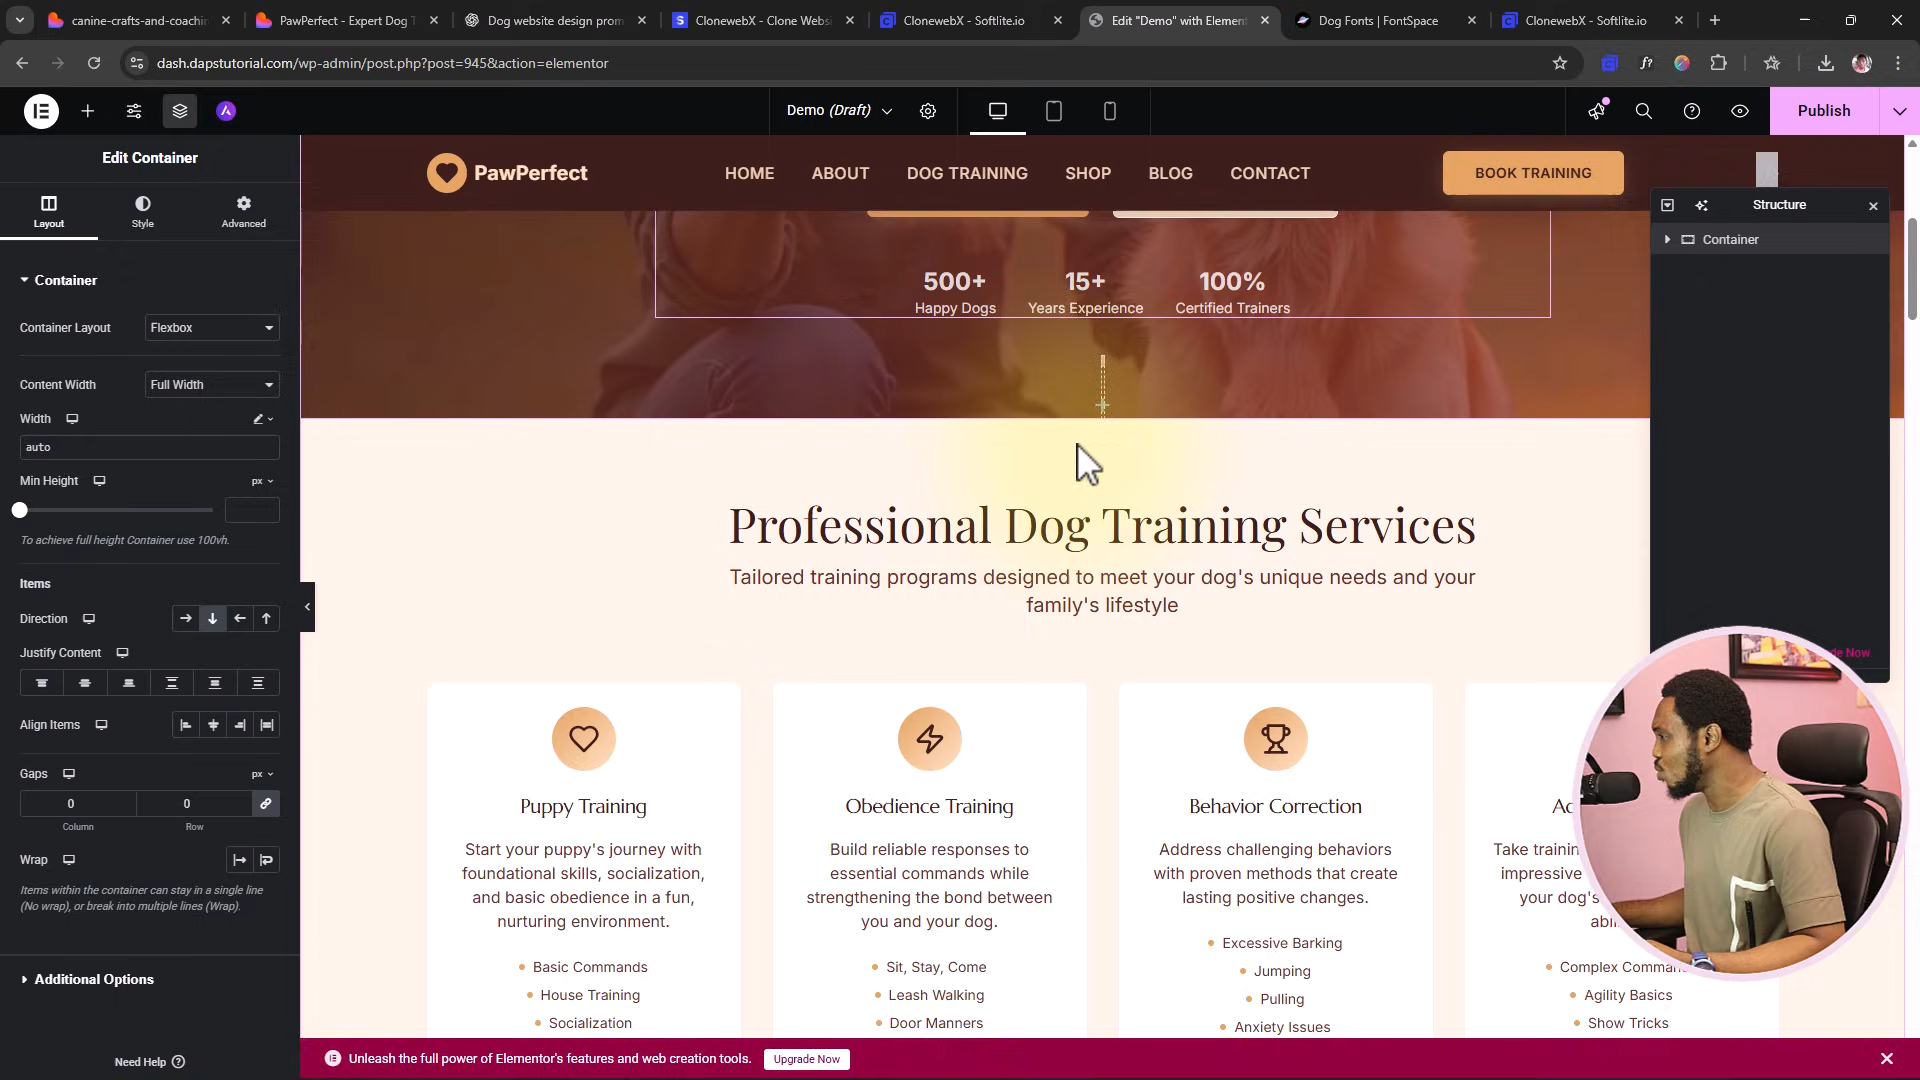 canine-crafts-and-coachin
PawPerfect - Expert Dog T
Dog website design prom
ClonewebX - Clone Websi
ClonewebX - Softlite.io
Edit "Demo" with Element
Dog Fonts | FontSpace
ClonewebX - Softlite.io
dash.dapstutorial.com/wp-admin/post.php?post=945&action=elementor
Demo (Draft)
Publish
Edit Container
Layout
Style
Advanced
Container
Container Layout
Flexbox
Content Width
Full Width
Width
auto
Min Height
px
To achieve full height Container use 100vh.
Items
Direction
Justify Content
Align Items
Gaps
px
0
0
Column
Row
Wrap
Items within the container can stay in a single line
(No wrap), or break into multiple lines (Wrap).
Additional Options
Need Help
PawPerfect
HOME
ABOUT
DOG TRAINING
SHOP
BLOG
CONTACT
BOOK TRAINING
Structure
Container
500+
Happy Dogs
15+
Years Experience
100%
Certified Trainers
Professional Dog Training Services
Tailored training programs designed to meet your dog's unique needs and your
family's lifestyle
Puppy Training
Start your puppy's journey with
foundational skills, socialization,
and basic obedience in a fun,
nurturing environment.
Basic Commands
House Training
Socialization
Obedience Training
Build reliable responses to
essential commands while
strengthening the bond between
you and your dog.
Sit, Stay, Come
Leash Walking
Door Manners
Behavior Correction
Address challenging behaviors
with proven methods that create
lasting positive changes.
Excessive Barking
Jumping
Pulling
Anxiety Issues
Take trainin
impressive
your dog's
Complex Comman
Agility Basics
Show Tricks
Now
Unleash the full power of Elementor's features and web creation tools.
Upgrade Now